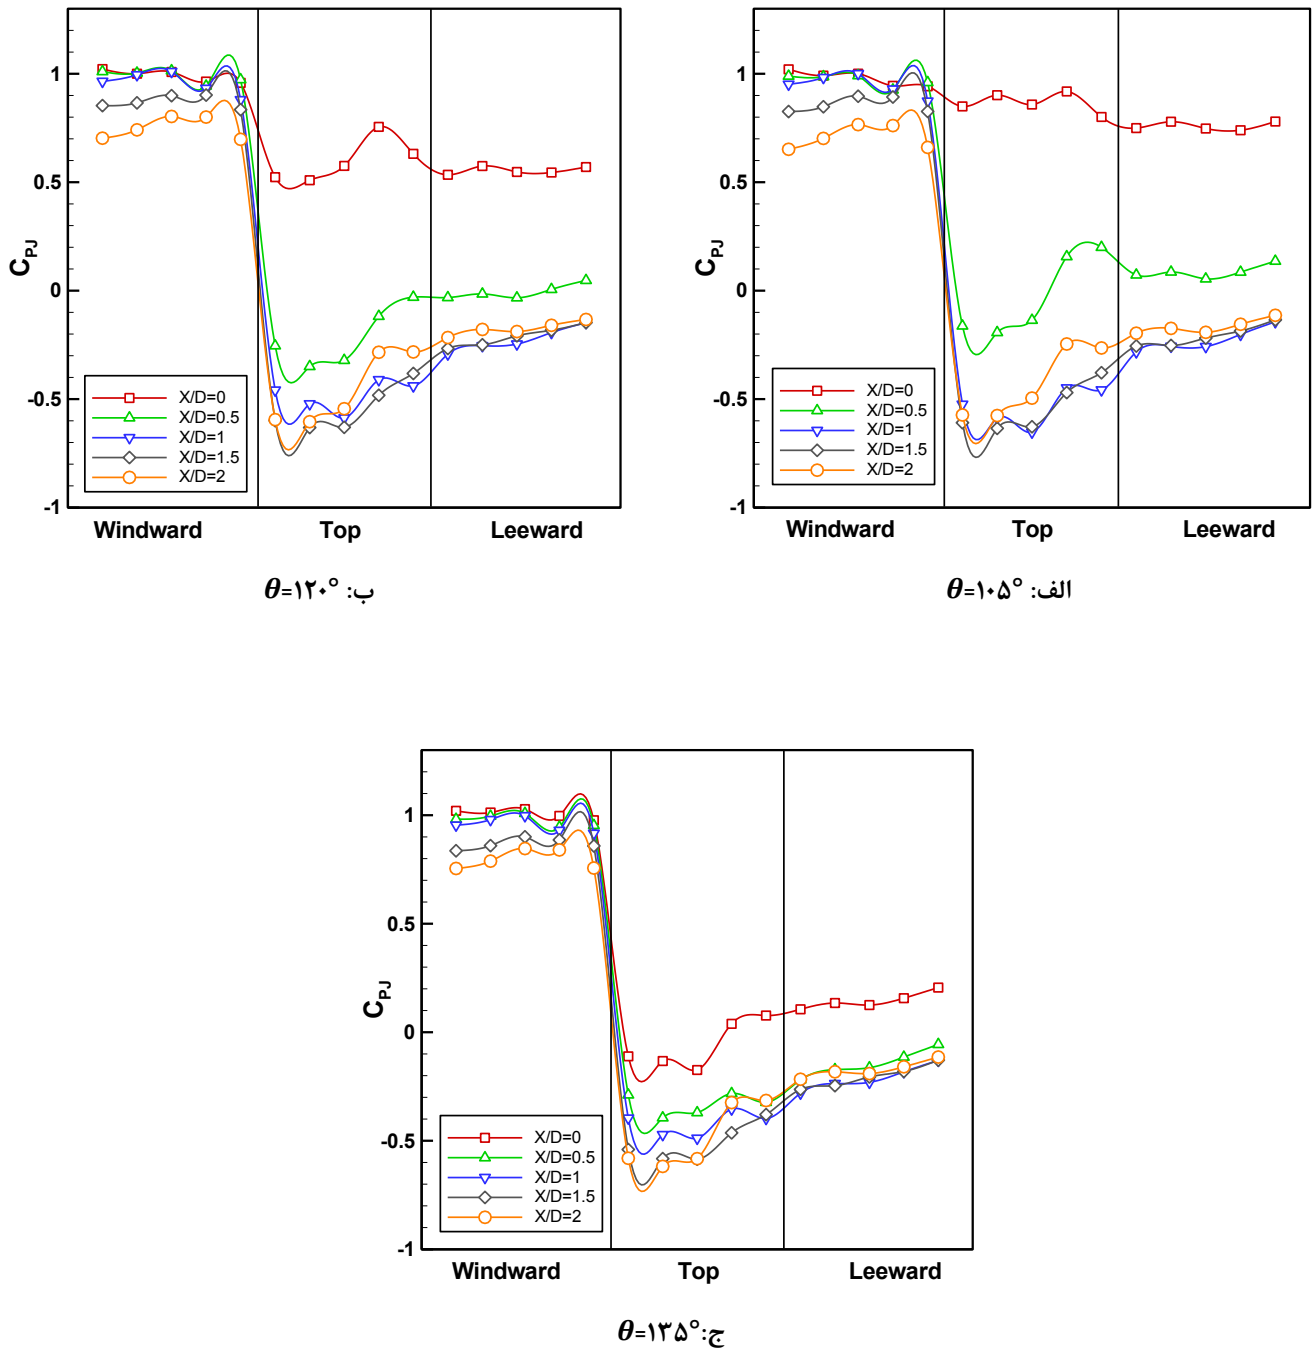 1
0.5
0
-0.5
-1
C_PJ
X/D=0
X/D=0.5
X/D=1
X/D=1.5
X/D=2
Windward Top Leeward
ب: θ=۱۲۰°
1
0.5
0
-0.5
-1
C_PJ
X/D=0
X/D=0.5
X/D=1
X/D=1.5
X/D=2
Windward Top Leeward
الف: θ=۱۰۵°
1
0.5
0
-0.5
-1
C_PJ
X/D=0
X/D=0.5
X/D=1
X/D=1.5
X/D=2
Windward Top Leeward
ج: θ=۱۳۵°